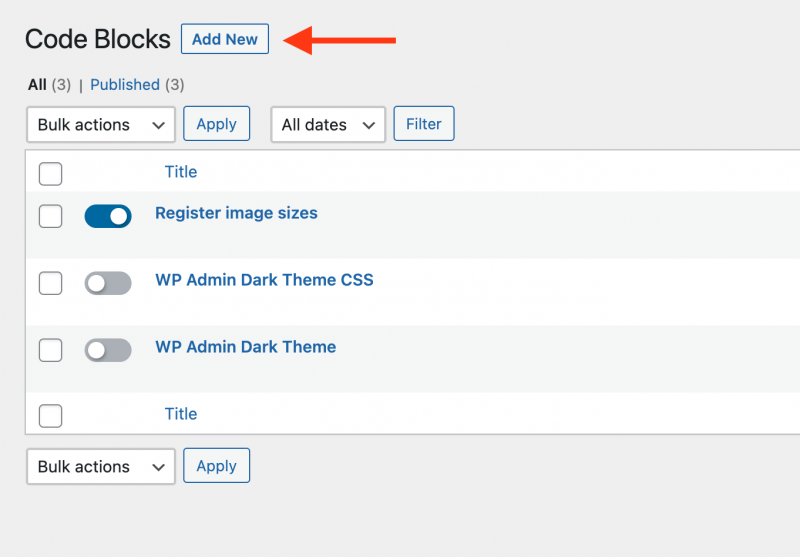 Code Blocks Add New
All (3) | Published (3)
Bulk actions Apply All dates Filter
Title
Register image sizes
WP Admin Dark Theme CSS
WP Admin Dark Theme
Title
Bulk actions Apply